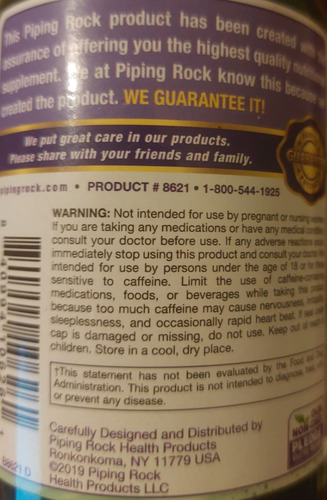 This Piping Rock product has been created with
assurance of offering you the highest quality
supplement. We at Piping Rock know this because
created the product. WE GUARANTEE IT!
We put great care in our products.
Please share with your friends and family.
pipingrock.com • PRODUCT # 8621 • 1-800-544-1925
WARNING: Not intended for use by pregnant or nursing
If you are taking any medications or have any medical
consult your doctor before use. If any adverse reactions
immediately stop using this product and consult your doctor.
intended for use by persons under the age of 18 or
sensitive to caffeine. Limit the use of
medications, foods, or beverages while taking this
because too much caffeine may cause nervousness,
sleeplessness, and occasionally rapid heart beat. If
cap is damaged or missing, do not use. Keep out
children. Store in a cool, dry place.
†This statement has not been evaluated by the Food and
Administration. This product is not intended to diagnose,
or prevent any disease.
Carefully Designed and Distributed by
Piping Rock Health Products
Ronkonkoma, NY 11779 USA
©2019 Piping Rock
Health Products LLC
NON-GMO